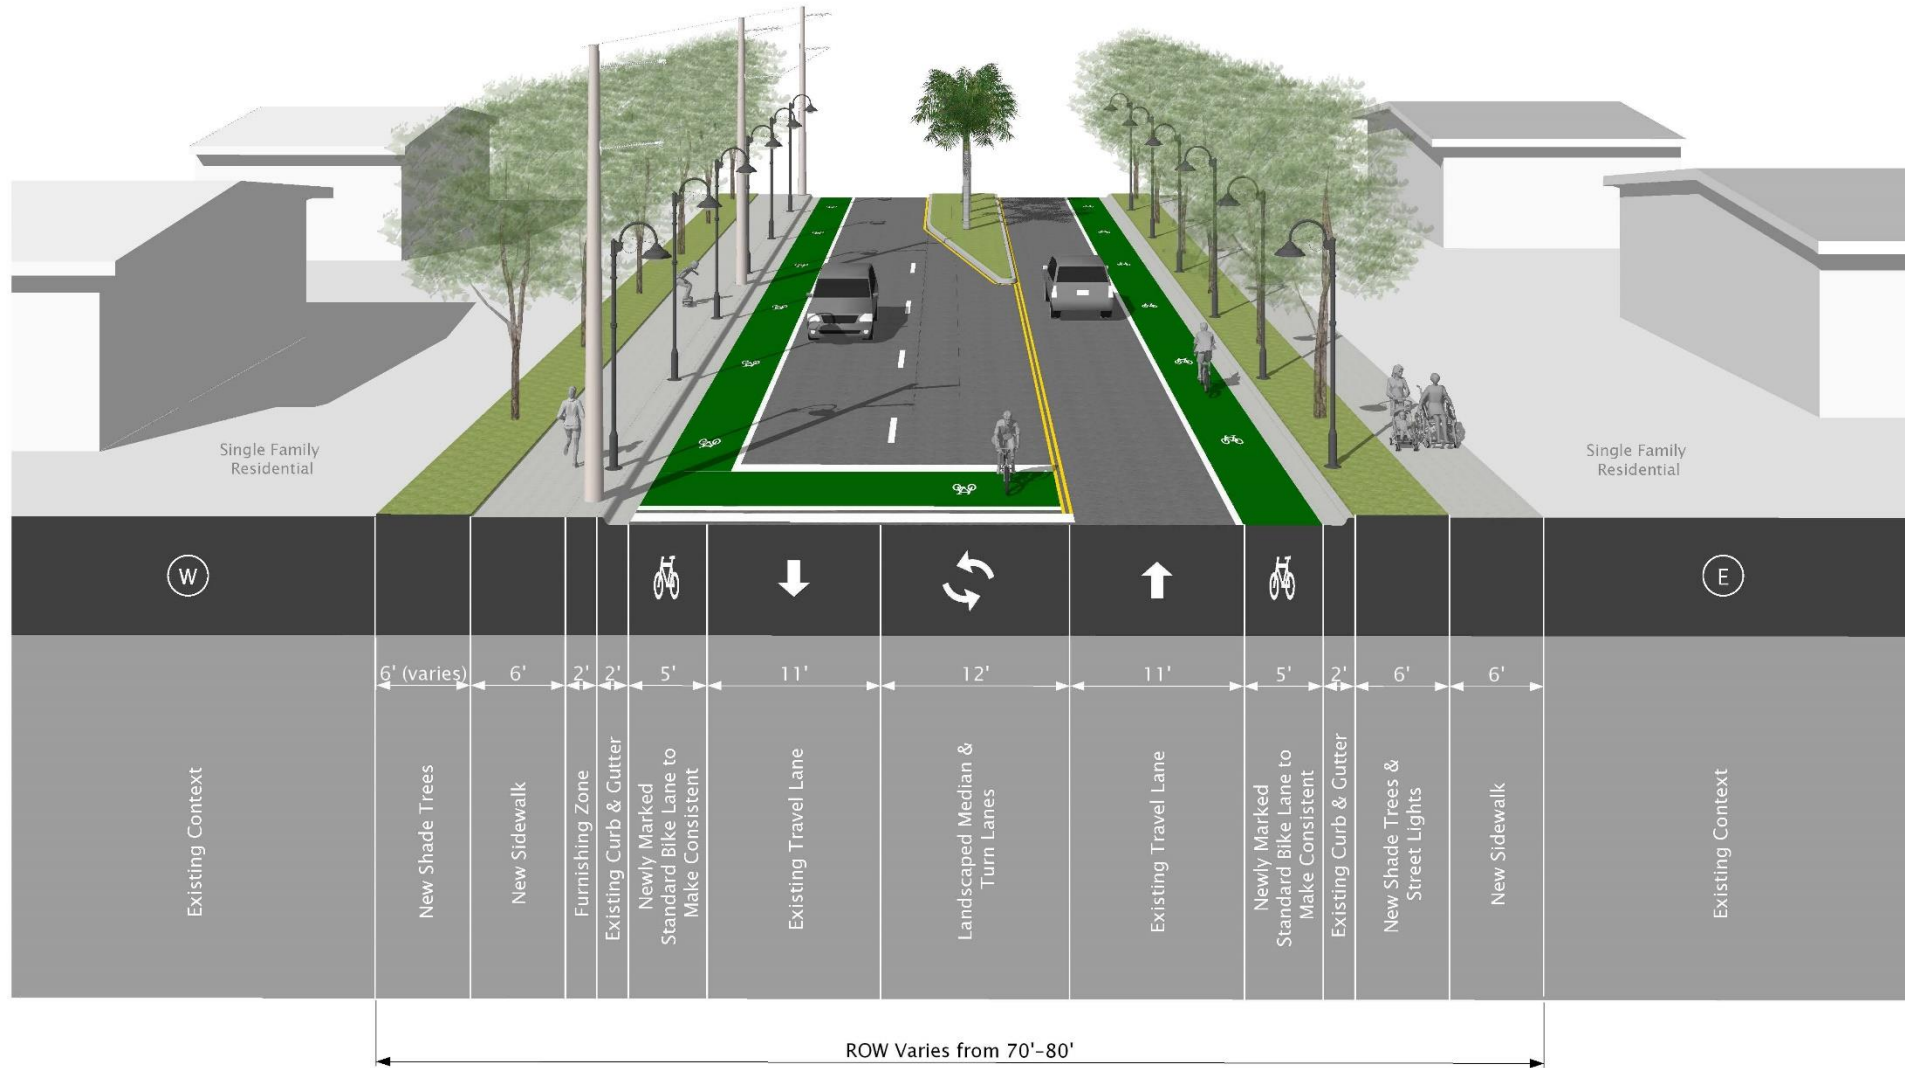 Single Family
Residential
Single Family
Residential
W
E
6' (varies)
6'
2'
2'
5'
11'
12'
11'
5'
2'
6'
6'
Existing Context
New Shade Trees
New Sidewalk
Furnishing Zone
Existing Curb & Gutter
Newly Marked
Standard Bike Lane to
Make Consistent
Existing Travel Lane
Landscaped Median &
Turn Lanes
Existing Travel Lane
Newly Marked
Standard Bike Lane to
Make Consistent
Existing Curb & Gutter
New Shade Trees &
Street Lights
New Sidewalk
Existing Context
ROW Varies from 70'-80'